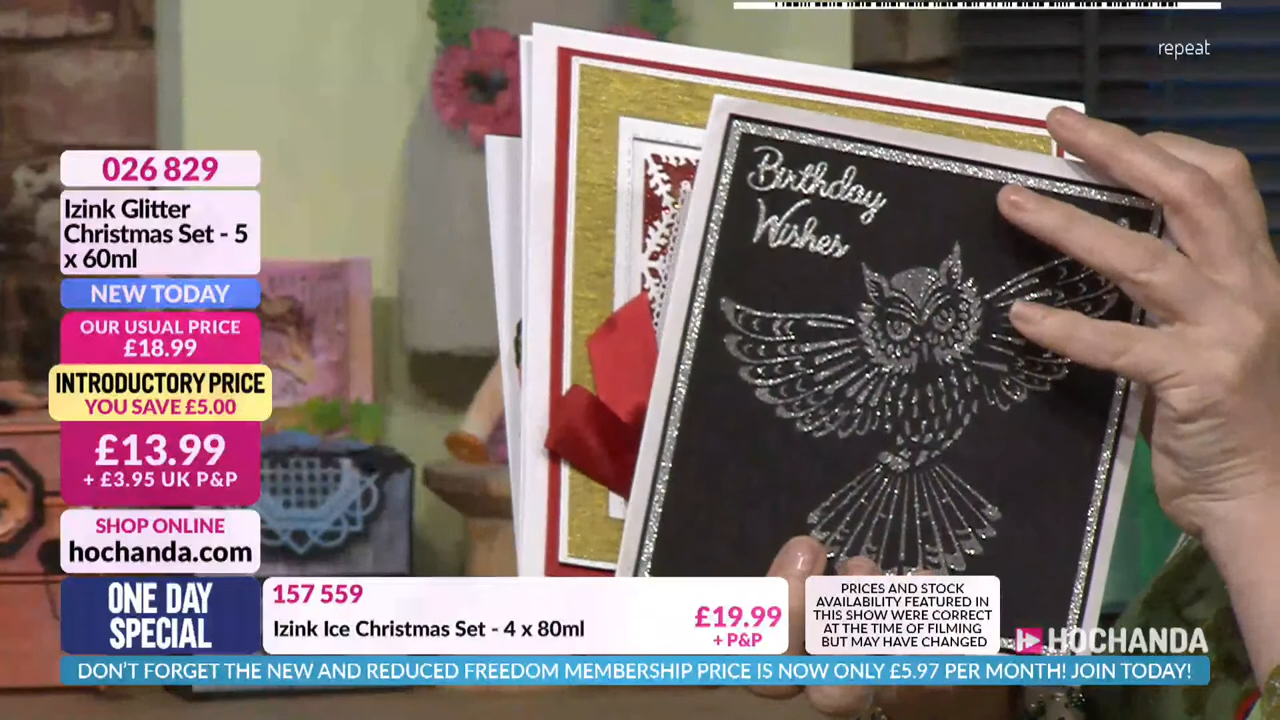 repeat
026 829
Izink Glitter
Christmas Set - 5
x 60ml
NEW TODAY
OUR USUAL PRICE
£18.99
INTRODUCTORY PRICE
YOU SAVE £5.00
£13.99
+ £3.95 UK P&P
SHOP ONLINE
hochanda.com
Birthday
Wishes
ONE DAY
SPECIAL
157 559
Izink Ice Christmas Set - 4 x 80ml
£19.99
+ P&P
PRICES AND STOCK
AVAILABILITY FEATURED IN
THIS SHOW WERE CORRECT
AT THE TIME OF FILMING
BUT MAY HAVE CHANGED
HOCHANDA
DON'T FORGET THE NEW AND REDUCED FREEDOM MEMBERSHIP PRICE IS NOW ONLY £5.97 PER MONTH! JOIN TODAY!